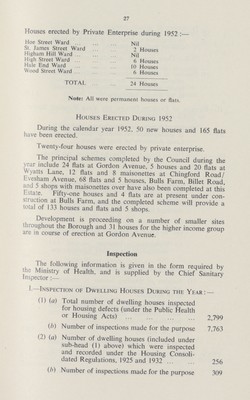 27
Houses erected by Private Enterprise during 1952 :—
Hoe Street Ward ... ... Nil
St. James Street Ward ... 2 Houses
Higham Hill Ward ... ... Nil
High Street Ward ... ... 6 Houses
Hale End Ward ... ... 10 Houses
Wood Street Ward ... ... 6 Houses
TOTAL 24 Houses
Note: All were permanent houses or flats.
HOUSES ERECTED DURING 1952
During the calendar year 1952, 50 new houses and 165 flats
have been erected.
Twenty-four houses were erected by private enterprise.
The principal schemes completed by the Council during the
year include 24 flats at Gordon Avenue, 5 houses and 20 flats at
Wyatts Lane, 12 flats and 8 maisonettes at Chingford Road/
Evesham Avenue, 68 flats and 5 houses, Bulls Farm, Billet Road,
and 5 shops with maisonettes over have also been completed at this
Estate. Fifty-one houses and 4 flats are at present under con-
struction at Bulls Farm, and the completed scheme will provide a
total of 133 houses and flats and 5 shops.
Development is proceeding on a number of smaller sites
throughout the Borough and 31 houses for the higher income group
are in course of erection at Gordon Avenue.
Inspection
The following information is given in the form required by
the Ministry of Health, and is supplied by the Chief Sanitary
Inspector :—
1.—INSPECTION OF DWELLING HOUSES DURING THE YEAR :—
(1) (a) Total number of dwelling houses inspected
for housing defects (under the Public Health
or Housing Acts) ... ... ... ... 2,799
(b) Number of inspections made for the purpose 7,763
(2) (a) Number of dwelling houses (included under
sub-head (1) above) which were inspected
and recorded under the Housing Consoli-
dated Regulations, 1925 and 1932 ... ... 256
(b) Number of inspections made for the purpose 309